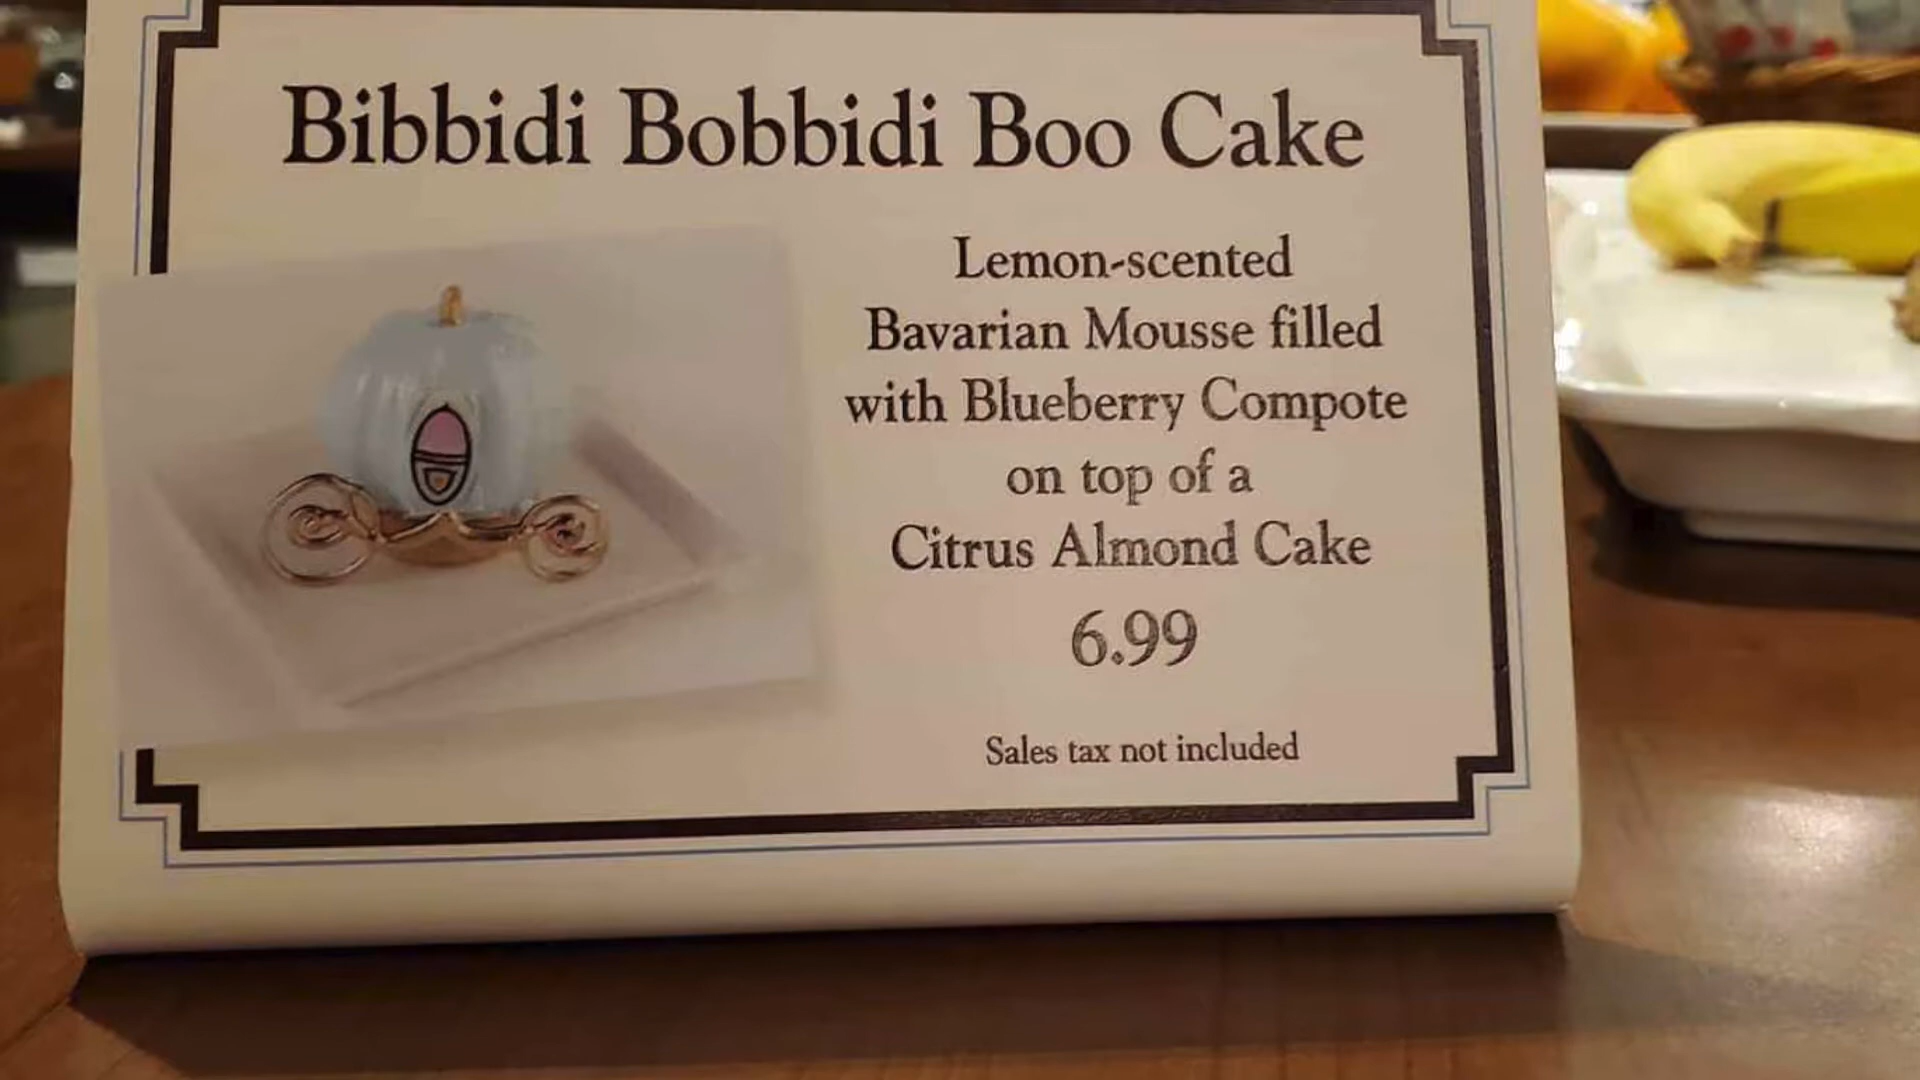 Bibbidi Bobbidi Boo Cake
Lemon-scented
Bavarian Mousse filled
with Blueberry Compote
on top of a
Citrus Almond Cake
6.99
Sales tax not included